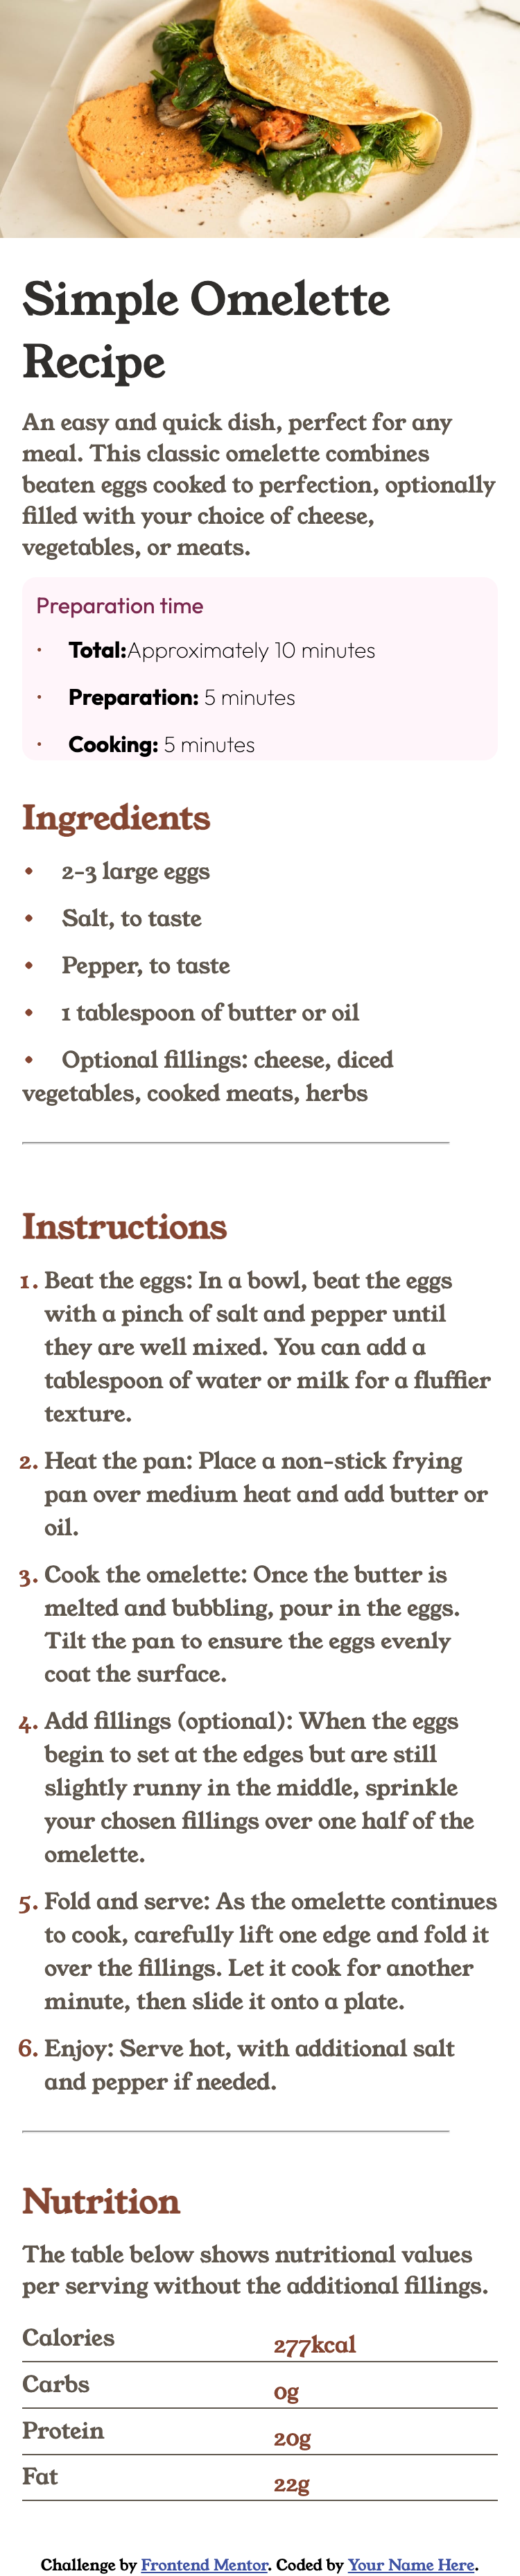 Simple Omelette
Recipe
An easy and quick dish, perfect for any
meal. This classic omelette combines
beaten eggs cooked to perfection, optionally
filled with your choice of cheese,
vegetables, or meats.
Preparation time
• Total:Approximately 10 minutes
• Preparation: 5 minutes
• Cooking: 5 minutes
Ingredients
• 2-3 large eggs
• Salt, to taste
• Pepper, to taste
• 1 tablespoon of butter or oil
• Optional fillings: cheese, diced
vegetables, cooked meats, herbs
Instructions
1. Beat the eggs: In a bowl, beat the eggs
with a pinch of salt and pepper until
they are well mixed. You can add a
tablespoon of water or milk for a fluffier
texture.
2. Heat the pan: Place a non-stick frying
pan over medium heat and add butter or
oil.
3. Cook the omelette: Once the butter is
melted and bubbling, pour in the eggs.
Tilt the pan to ensure the eggs evenly
coat the surface.
4. Add fillings (optional): When the eggs
begin to set at the edges but are still
slightly runny in the middle, sprinkle
your chosen fillings over one half of the
omelette.
5. Fold and serve: As the omelette continues
to cook, carefully lift one edge and fold it
over the fillings. Let it cook for another
minute, then slide it onto a plate.
6. Enjoy: Serve hot, with additional salt
and pepper if needed.
Nutrition
The table below shows nutritional values
per serving without the additional fillings.
Calories 277kcal
Carbs 0g
Protein 20g
Fat 22g
Challenge by Frontend Mentor. Coded by Your Name Here.